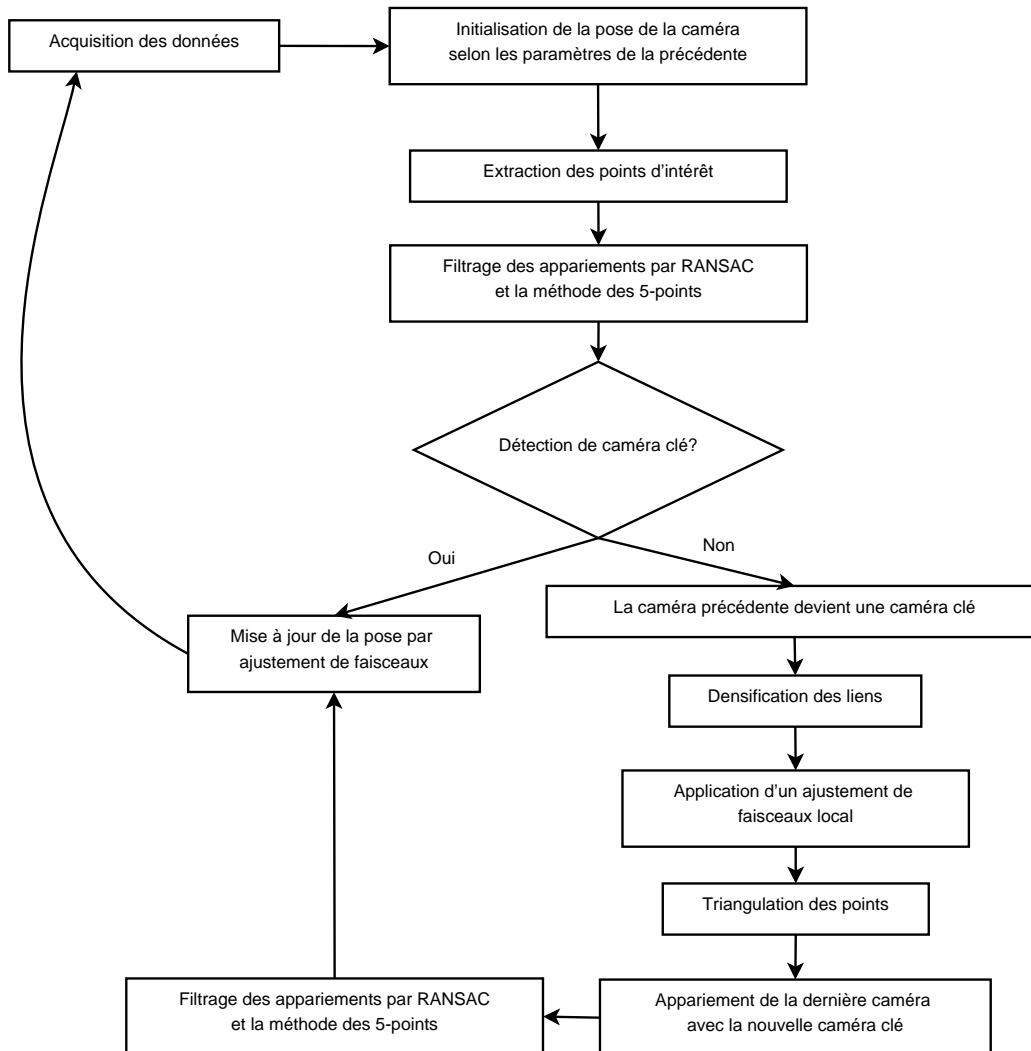 Acquisition des données
Initialisation de la pose de la caméra
selon les paramètres de la précédente
Extraction des points d'intérêt
Filtrage des appariements par RANSAC
et la méthode des 5-points
Détection de caméra clé?
Oui
Non
Mise à jour de la pose par
ajustement de faisceaux
La caméra précédente devient une caméra clé
Densification des liens
Application d'un ajustement de
faisceaux local
Triangulation des points
Appariement de la dernière caméra
avec la nouvelle caméra clé
Filtrage des appariements par RANSAC
et la méthode des 5-points